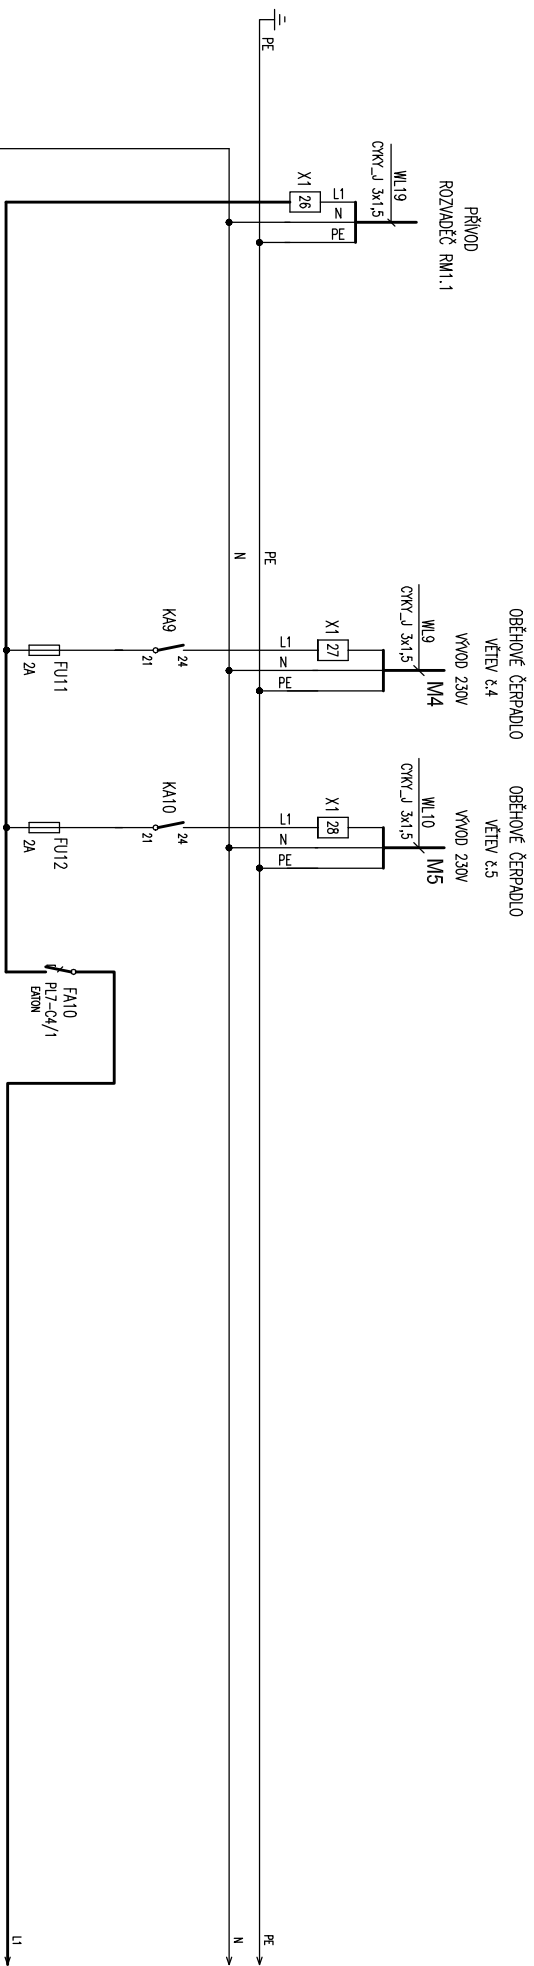 PE
PŘÍVOD
ROZVADĚČ RM1.1
WL19
CYKY_J 3x1,5
L1
N
PE
X1
26
PE
N
OBĚHOVÉ ČERPADLO
VĚTEV č.4
VÝVOD 230V
M4
WL9
CYKY_J 3x1,5
L1
N
PE
X1
27
KA9
24
21
FU11
2A
OBĚHOVÉ ČERPADLO
VĚTEV č.5
VÝVOD 230V
M5
WL10
CYKY_J 3x1,5
L1
N
PE
X1
28
KA10
24
21
FU12
2A
FA10
PL7-C4/1
EATON
PE
N
L1